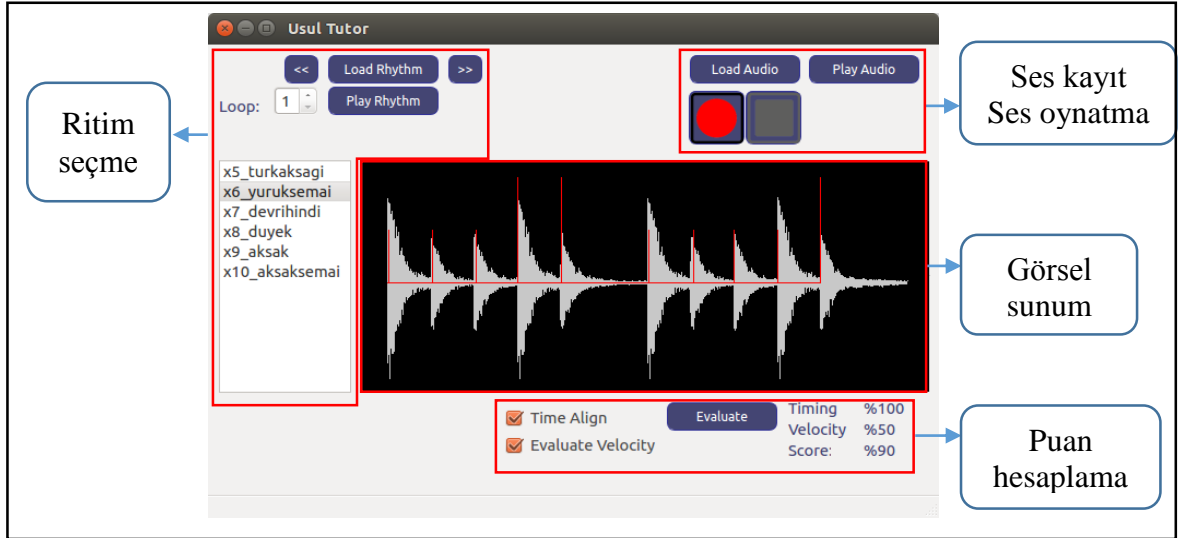 Usul Tutor
<< Load Rhythm >>
Loop: 1 Play Rhythm
Load Audio Play Audio
Ritim
seçme
Ses kayıt
Ses oynatma
x5_turkaksagi
x6_yuruksemai
x7_devrihindi
x8_duyek
x9_aksak
x10_aksaksemai
Görsel
sunum
Time Align
Evaluate Velocity
Evaluate
Timing %100
Velocity %50
Score: %90
Puan
hesaplama